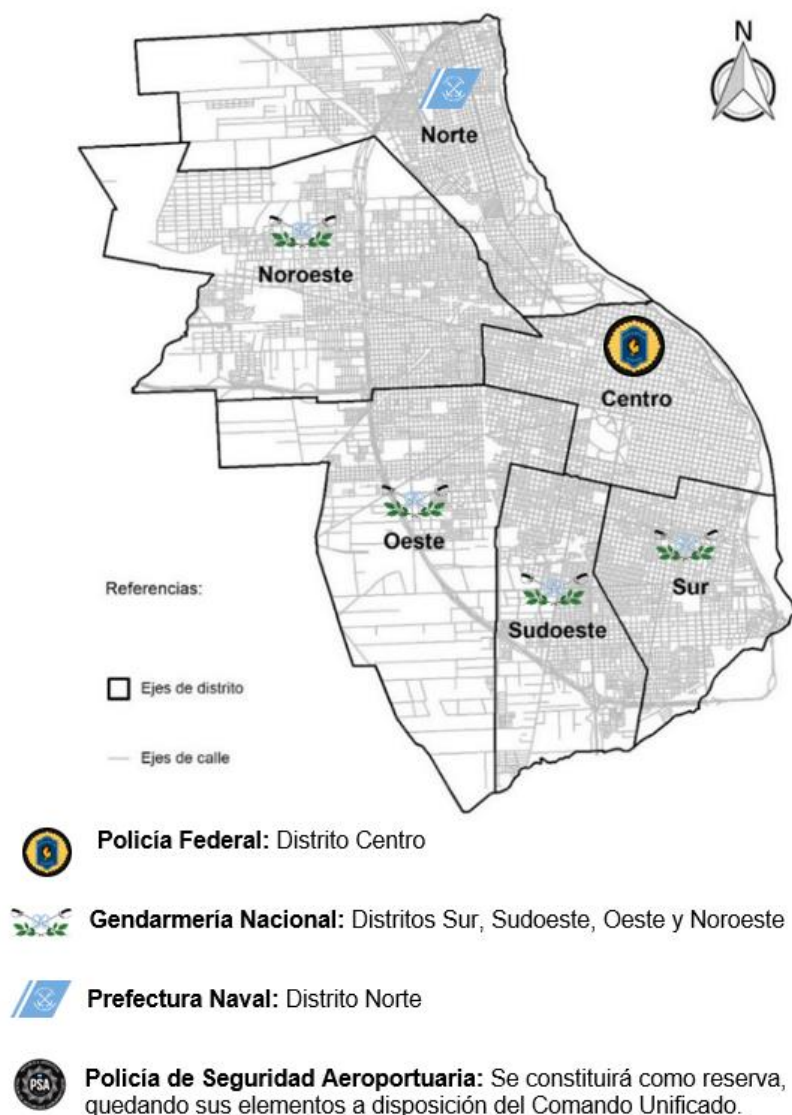 N
Norte
Noroeste
Centro
Oeste
Sur
Sudoeste
Referencias:
Ejes de distrito
Ejes de calle
Policía Federal: Distrito Centro
Gendarmería Nacional: Distritos Sur, Sudoeste, Oeste y Noroeste
Prefectura Naval: Distrito Norte
PSA
Policía de Seguridad Aeroportuaria: Se constituirá como reserva,
quedando sus elementos a disposición del Comando Unificado.